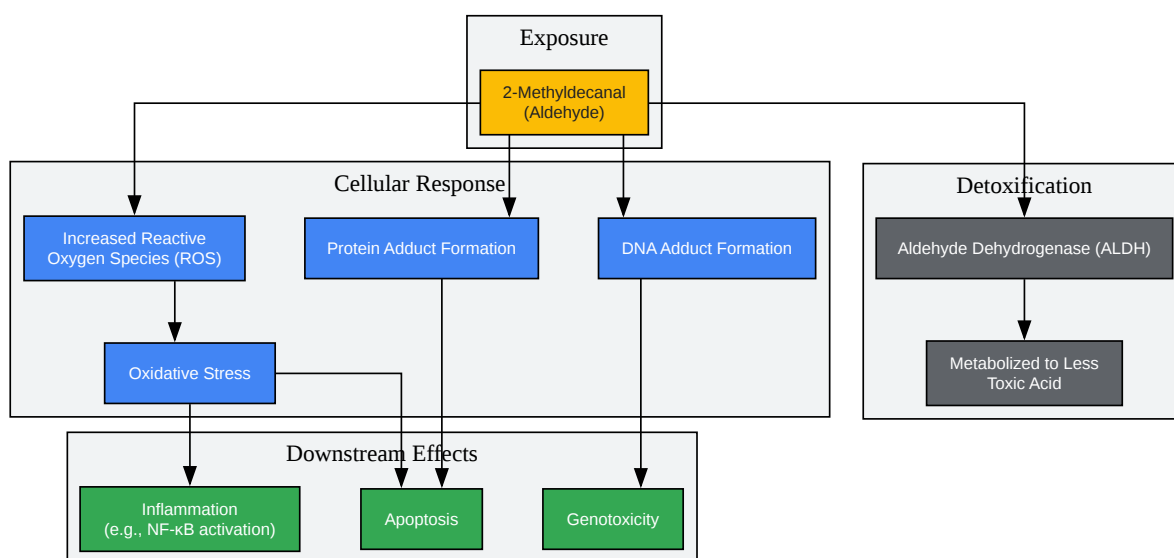 Exposure
2-Methyldecanal
(Aldehyde)
Cellular Response
Increased Reactive
Oxygen Species (ROS)
Protein Adduct Formation
DNA Adduct Formation
Oxidative Stress
Detoxification
Aldehyde Dehydrogenase (ALDH)
Metabolized to Less
Toxic Acid
Downstream Effects
Inflammation
(e.g., NF-κB activation)
Apoptosis
Genotoxicity